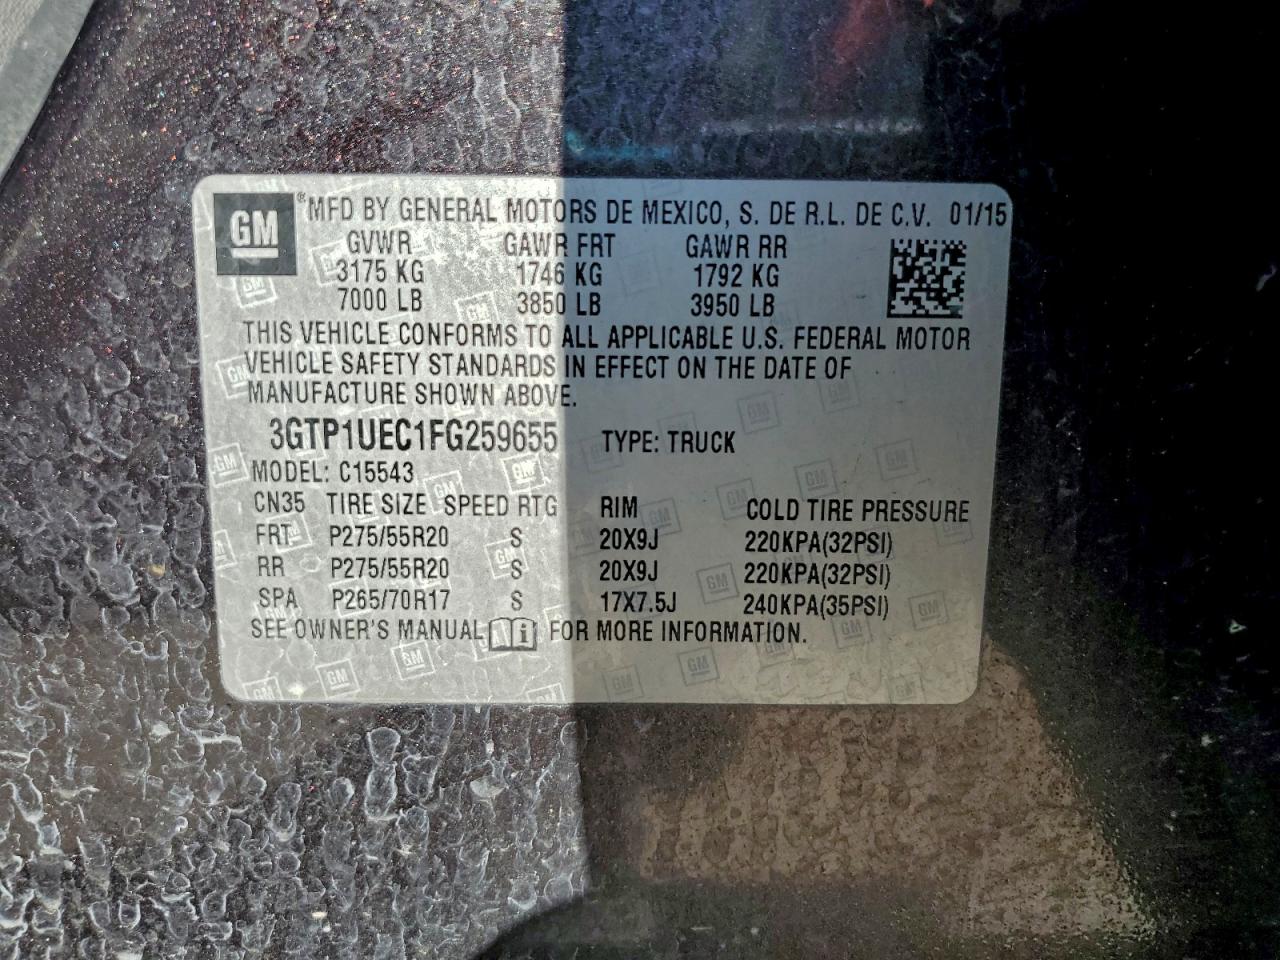 GM ® MFD BY GENERAL MOTORS DE MEXICO, S. DE R.L. DE C.V. 01/15
GVWR GAWR FRT GAWR RR
3175 KG 1746 KG 1792 KG
7000 LB 3850 LB 3950 LB
THIS VEHICLE CONFORMS TO ALL APPLICABLE U.S. FEDERAL MOTOR
VEHICLE SAFETY STANDARDS IN EFFECT ON THE DATE OF
MANUFACTURE SHOWN ABOVE.
3GTP1UEC1FG259655 TYPE: TRUCK
MODEL: C15543
CN35 TIRE SIZE SPEED RTG RIM COLD TIRE PRESSURE
FRT P275/55R20 S 20X9J 220KPA(32PSI)
RR P275/55R20 S 20X9J 220KPA(32PSI)
SPA P265/70R17 S 17X7.5J 240KPA(35PSI)
SEE OWNER'S MANUAL i FOR MORE INFORMATION.